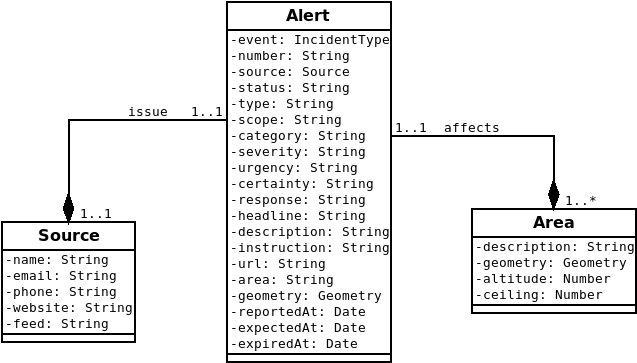 Alert
-event: IncidentType
-number: String
-source: Source
-status: String
-type: String
-scope: String
-category: String
-severity: String
-urgency: String
-certainty: String
-response: String
-headline: String
-description: String
-instruction: String
-url: String
-area: String
-geometry: Geometry
-reportedAt: Date
-expectedAt: Date
-expiredAt: Date
issue 1..1
1..1
Source
-name: String
-email: String
-phone: String
-website: String
-feed: String
1..1 affects
1..*
Area
-description: String
-geometry: Geometry
-altitude: Number
-ceiling: Number